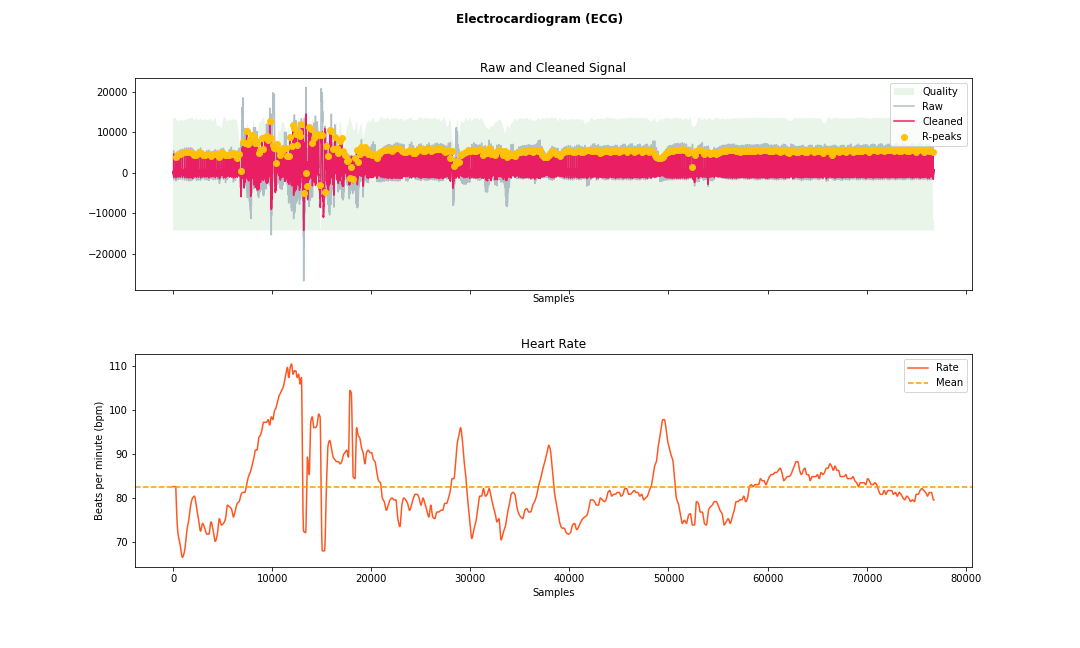 Electrocardiogram (ECG)
Raw and Cleaned Signal
20000
10000
0
−10000
−20000
Quality
Raw
Cleaned
R-peaks
Samples
Heart Rate
Beats per minute (bpm)
110
100
90
80
70
Rate
Mean
0 10000 20000 30000 40000 50000 60000 70000 80000
Samples